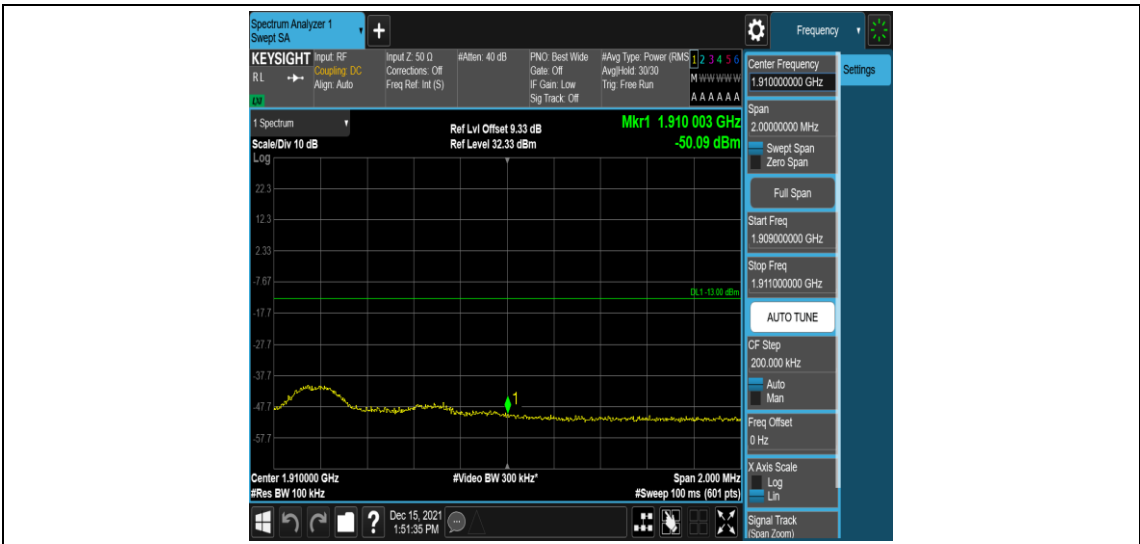 Spectrum Analyzer 1
Swept SA
+
Frequency
KEYSIGHT
RL
Input: RF
Coupling: DC
Align: Auto
Input Z: 50 Ω
Corrections: Off
Freq Ref: Int (S)
#Atten: 40 dB
PNO: Best Wide
Gate: Off
IF Gain: Low
Sig Track: Off
#Avg Type: Power (RMS
Avg|Hold: 30/30
Trig: Free Run
1 2 3 4 5 6
M W W W W W
A A A A A A
Center Frequency
1.910000000 GHz
Settings
Span
2.00000000 MHz
Swept Span
Zero Span
Full Span
Start Freq
1.909000000 GHz
Stop Freq
1.911000000 GHz
AUTO TUNE
CF Step
200.000 kHz
Auto
Man
Freq Offset
0 Hz
X Axis Scale
Log
Lin
Signal Track
(Span Zoom)
1 Spectrum
Scale/Div 10 dB
Ref Lvl Offset 9.33 dB
Ref Level 32.33 dBm
Mkr1 1.910 003 GHz
-50.09 dBm
Log
22.3
12.3
2.33
-7.67
DL1 -13.00 dBm
-17.7
-27.7
-37.7
1
-47.7
-57.7
Center 1.910000 GHz
#Res BW 100 kHz
#Video BW 300 kHz*
Span 2.000 MHz
#Sweep 100 ms (601 pts)
?
Dec 15, 2021
1:51:35 PM